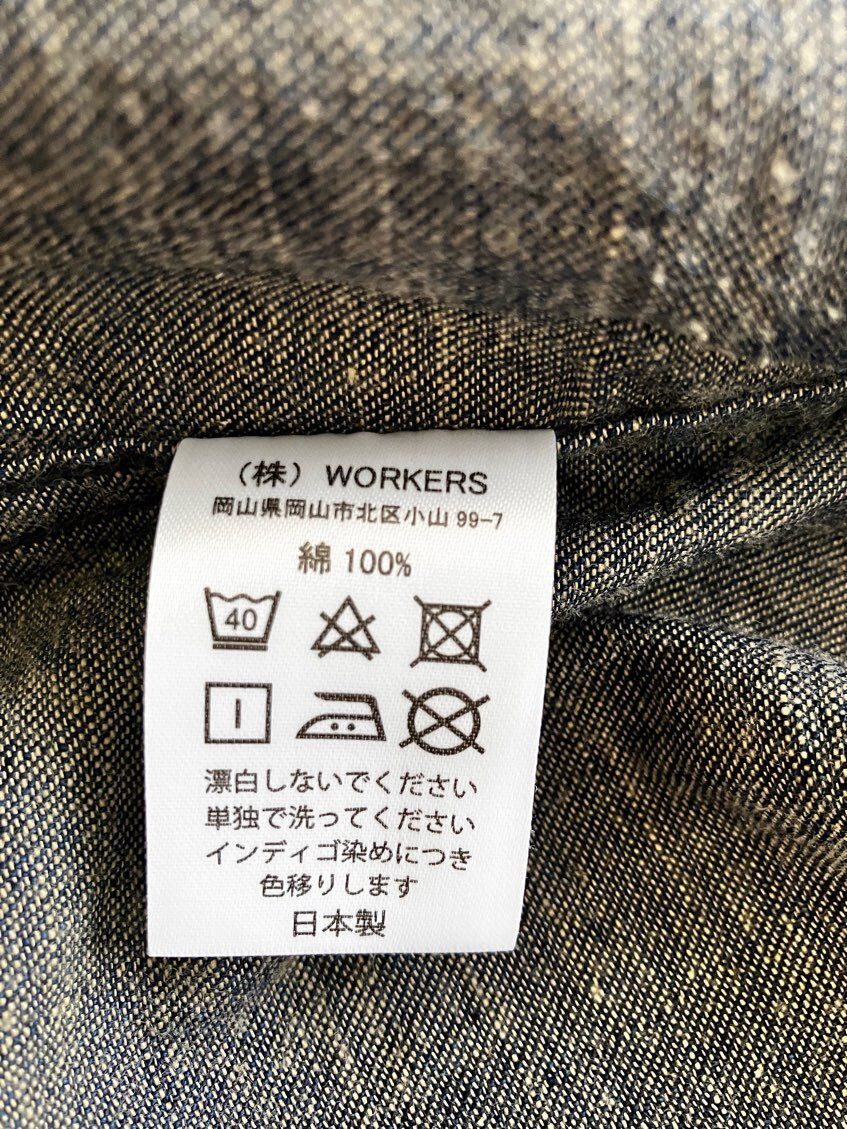 （株）WORKERS
岡山県岡山市北区小山 99-7
綿 100%
40
漂白しないでください
単独で洗ってください
インディゴ染めにつき
色移りします
日本製